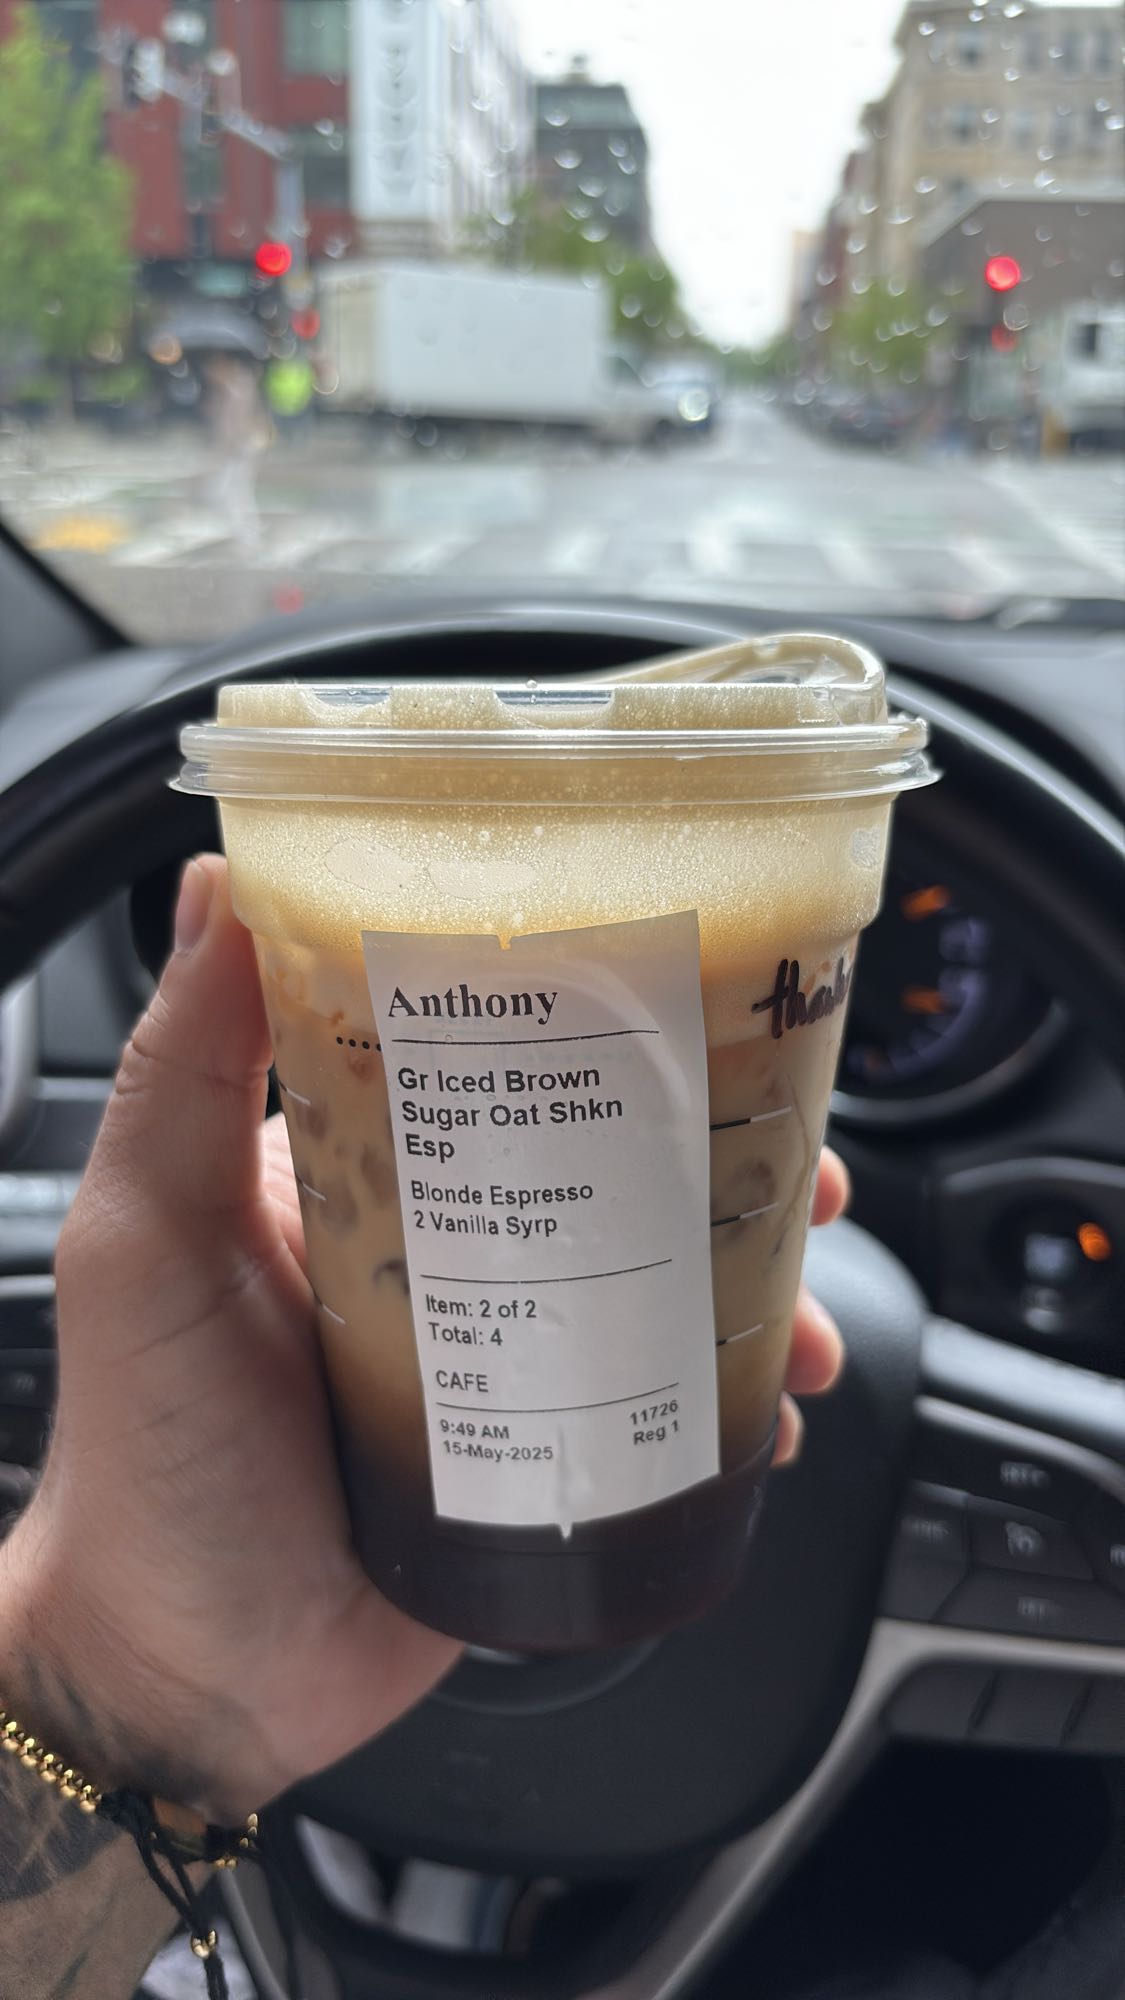 Anthony
Gr Iced Brown
Sugar Oat Shkn
Esp
Blonde Espresso
2 Vanilla Syrp
Item: 2 of 2
Total: 4
CAFE
9:49 AM 11726
15-May-2025 Reg 1